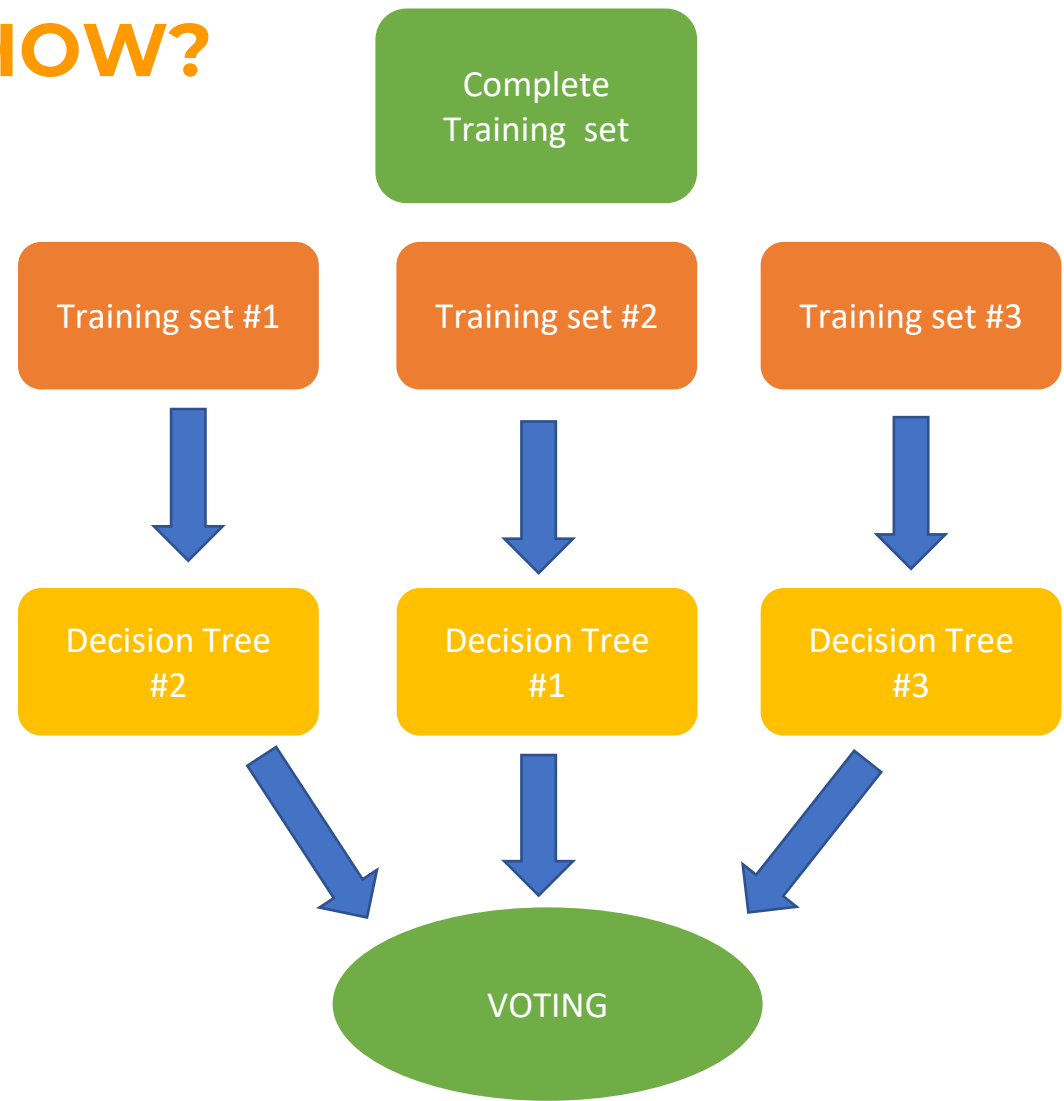 HOW?
Complete
Training set
Training set #1
Training set #2
Training set #3
Decision Tree
#2
Decision Tree
#1
Decision Tree
#3
VOTING